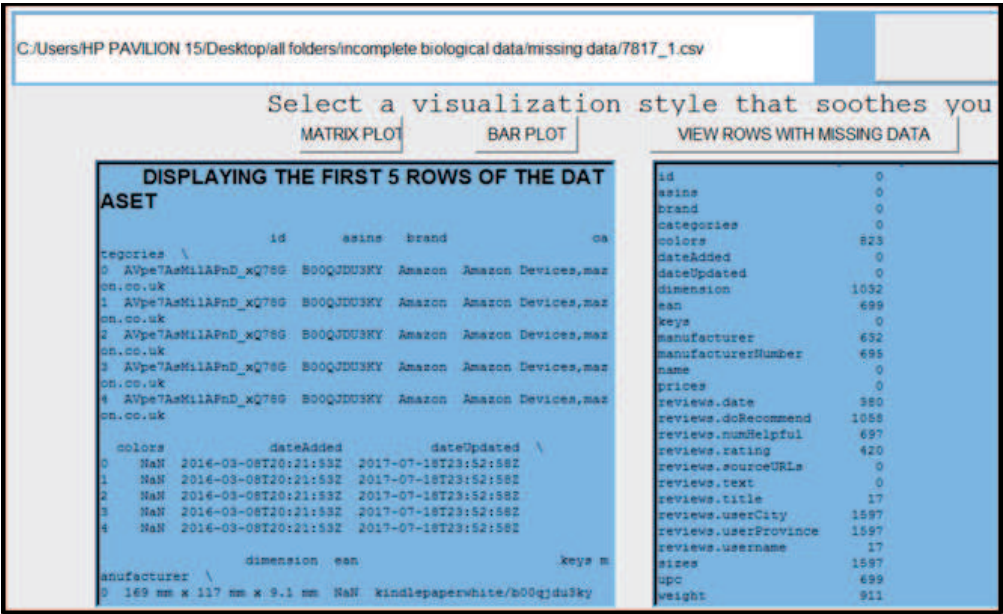 C:/Users/HP PAVILION 15/Desktop/all folders/incomplete biological data/missing data/7817_1.csv
Select a visualization style that soothes you
MATRIX PLOT BAR PLOT VIEW ROWS WITH MISSING DATA
DISPLAYING THE FIRST 5 ROWS OF THE DAT
ASET
id asins brand ca
tegories \
0 AVpe7AsMilAPnD_xQ78G B00QJDU3KY Amazon Amazon Devices,maz
on.co.uk
1 AVpe7AsMilAPnD_xQ78G B00QJDU3KY Amazon Amazon Devices,maz
on.co.uk
2 AVpe7AsMilAPnD_xQ78G B00QJDU3KY Amazon Amazon Devices,maz
on.co.uk
3 AVpe7AsMilAPnD_xQ78G B00QJDU3KY Amazon Amazon Devices,maz
on.co.uk
4 AVpe7AsMilAPnD_xQ78G B00QJDU3KY Amazon Amazon Devices,maz
on.co.uk
colors dateAdded dateUpdated \
0 NaN 2016-03-08T20:21:53Z 2017-07-18T23:52:58Z
1 NaN 2016-03-08T20:21:53Z 2017-07-18T23:52:58Z
2 NaN 2016-03-08T20:21:53Z 2017-07-18T23:52:58Z
3 NaN 2016-03-08T20:21:53Z 2017-07-18T23:52:58Z
4 NaN 2016-03-08T20:21:53Z 2017-07-18T23:52:58Z
dimension ean keys m
anufacturer \
0 169 mm x 117 mm x 9.1 mm NaN kindlepaperwhite/b00qjdu3ky
id 0
asins 0
brand 0
categories 0
colors 823
dateAdded 0
dateUpdated 0
dimension 1032
ean 699
keys 0
manufacturer 632
manufacturerNumber 695
name 0
prices 0
reviews.date 380
reviews.doRecommend 1058
reviews.numHelpful 697
reviews.rating 420
reviews.sourceURLs 0
reviews.text 0
reviews.title 17
reviews.userCity 1597
reviews.userProvince 1597
reviews.username 17
sizes 1597
upc 699
weight 911